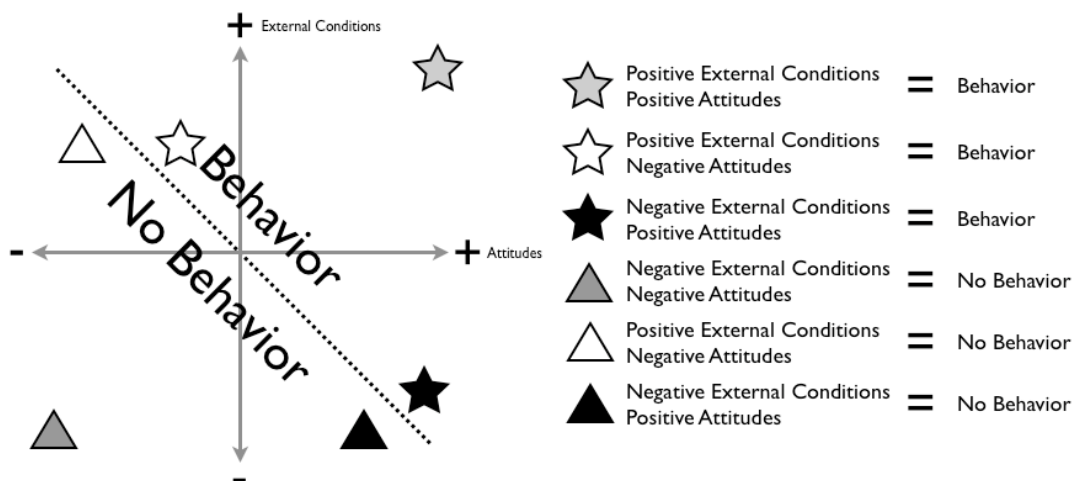 + External Conditions
Behavior
No Behavior
-
+ Attitudes
-
Positive External Conditions
Positive Attitudes
= Behavior
Positive External Conditions
Negative Attitudes
= Behavior
Negative External Conditions
Positive Attitudes
= Behavior
Negative External Conditions
Negative Attitudes
= No Behavior
Positive External Conditions
Negative Attitudes
= No Behavior
Negative External Conditions
Positive Attitudes
= No Behavior